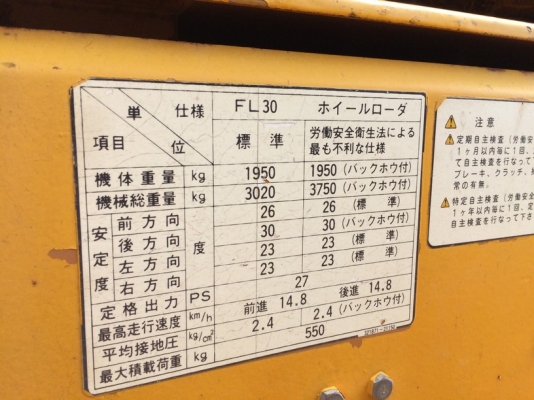 単 仕様 FL30 ホイールローダ
項目 位 標準 労働安全衛生法による
最も不利な仕様
機体重量 kg 1950 1950(バックホウ付)
機械総重量 kg 3020 3750(バックホウ付)
安定度 前方向 度 26 26(標準)
後方向 30 30(バックホウ付)
左方向 23 23(標準)
右方向 23 23(標準)
定格出力 PS 27
最高走行速度 km/h 前進 14.8 後進 14.8
平均接地圧 kg/cm² 2.4 2.4(バックホウ付)
最大積載荷重 kg 550
注意
定期自主検査(労働安
1ヶ月以内毎に1回、
て自主検査を行なって
ブレーキ、クラッチ、
常の有無。
特定自主検査(労働安
1ヶ年以内毎に1回、定
自主検査を行なって下さ